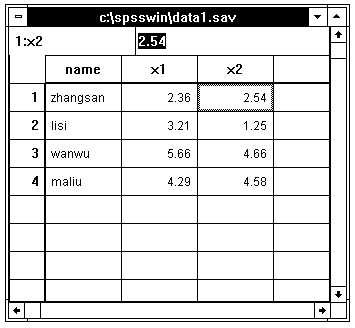 c:\spsswin\data1.sav
1:x2 2.54
name x1 x2
1 zhangsan 2.36 2.54
2 lisi 3.21 1.25
3 wanwu 5.66 4.66
4 maliu 4.29 4.58